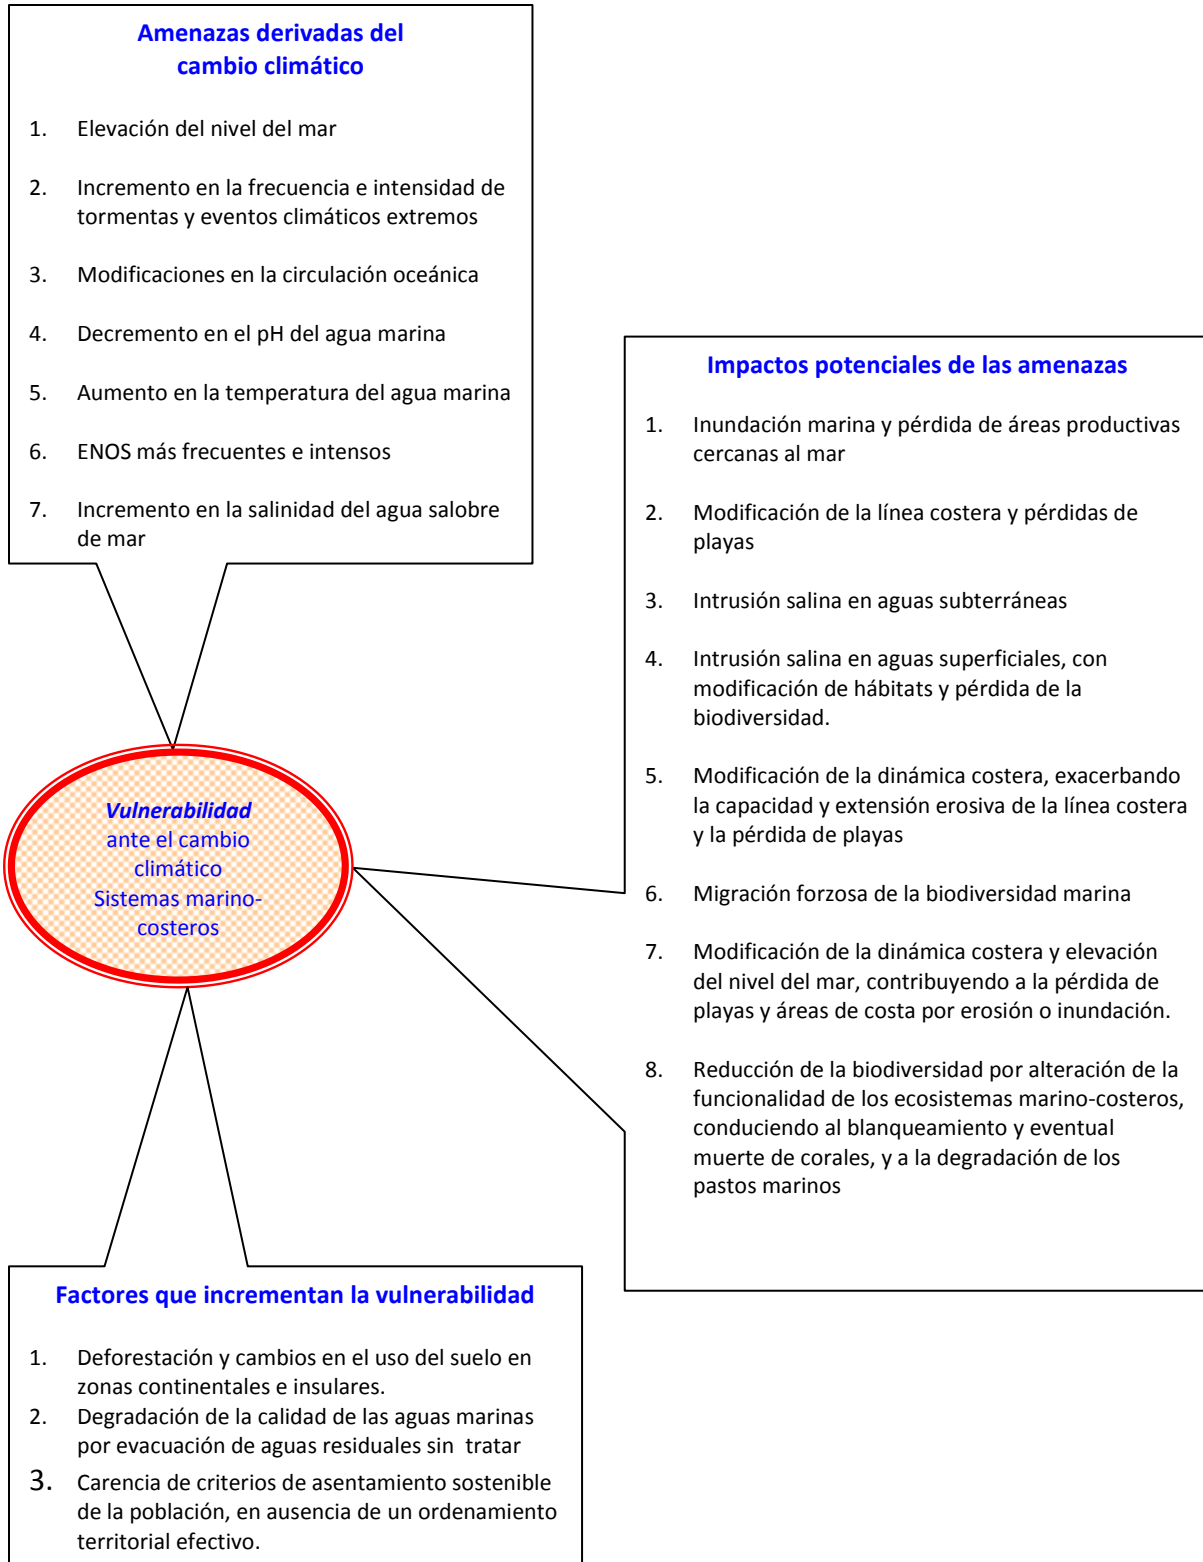 Amenazas derivadas del
cambio climático
1. Elevación del nivel del mar
2. Incremento en la frecuencia e intensidad de
tormentas y eventos climáticos extremos
3. Modificaciones en la circulación oceánica
4. Decremento en el pH del agua marina
5. Aumento en la temperatura del agua marina
6. ENOS más frecuentes e intensos
7. Incremento en la salinidad del agua salobre
de mar
Impactos potenciales de las amenazas
1. Inundación marina y pérdida de áreas productivas
cercanas al mar
2. Modificación de la línea costera y pérdidas de
playas
3. Intrusión salina en aguas subterráneas
4. Intrusión salina en aguas superficiales, con
modificación de hábitats y pérdida de la
biodiversidad.
5. Modificación de la dinámica costera, exacerbando
la capacidad y extensión erosiva de la línea costera
y la pérdida de playas
6. Migración forzosa de la biodiversidad marina
7. Modificación de la dinámica costera y elevación
del nivel del mar, contribuyendo a la pérdida de
playas y áreas de costa por erosión o inundación.
8. Reducción de la biodiversidad por alteración de la
funcionalidad de los ecosistemas marino-costeros,
conduciendo al blanqueamiento y eventual
muerte de corales, y a la degradación de los
pastos marinos
Vulnerabilidad
ante el cambio
climático
Sistemas marino-
costeros
Factores que incrementan la vulnerabilidad
1. Deforestación y cambios en el uso del suelo en
zonas continentales e insulares.
2. Degradación de la calidad de las aguas marinas
por evacuación de aguas residuales sin tratar
3. Carencia de criterios de asentamiento sostenible
de la población, en ausencia de un ordenamiento
territorial efectivo.